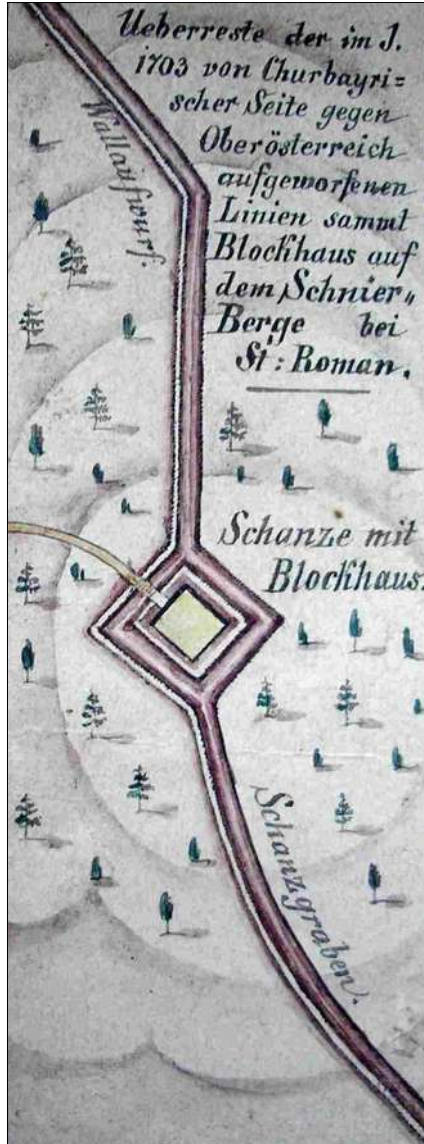 Ueberreste der im J.
1703 von Churbayri=
scher Seite gegen
Oberösterreich
aufgeworfenen
Linien sammt
Blockhaus auf
dem Schnier„
Berge bei
St: Roman.
Wallaufwurf.
Schanze mit
Blockhaus.
Schanzgraben.